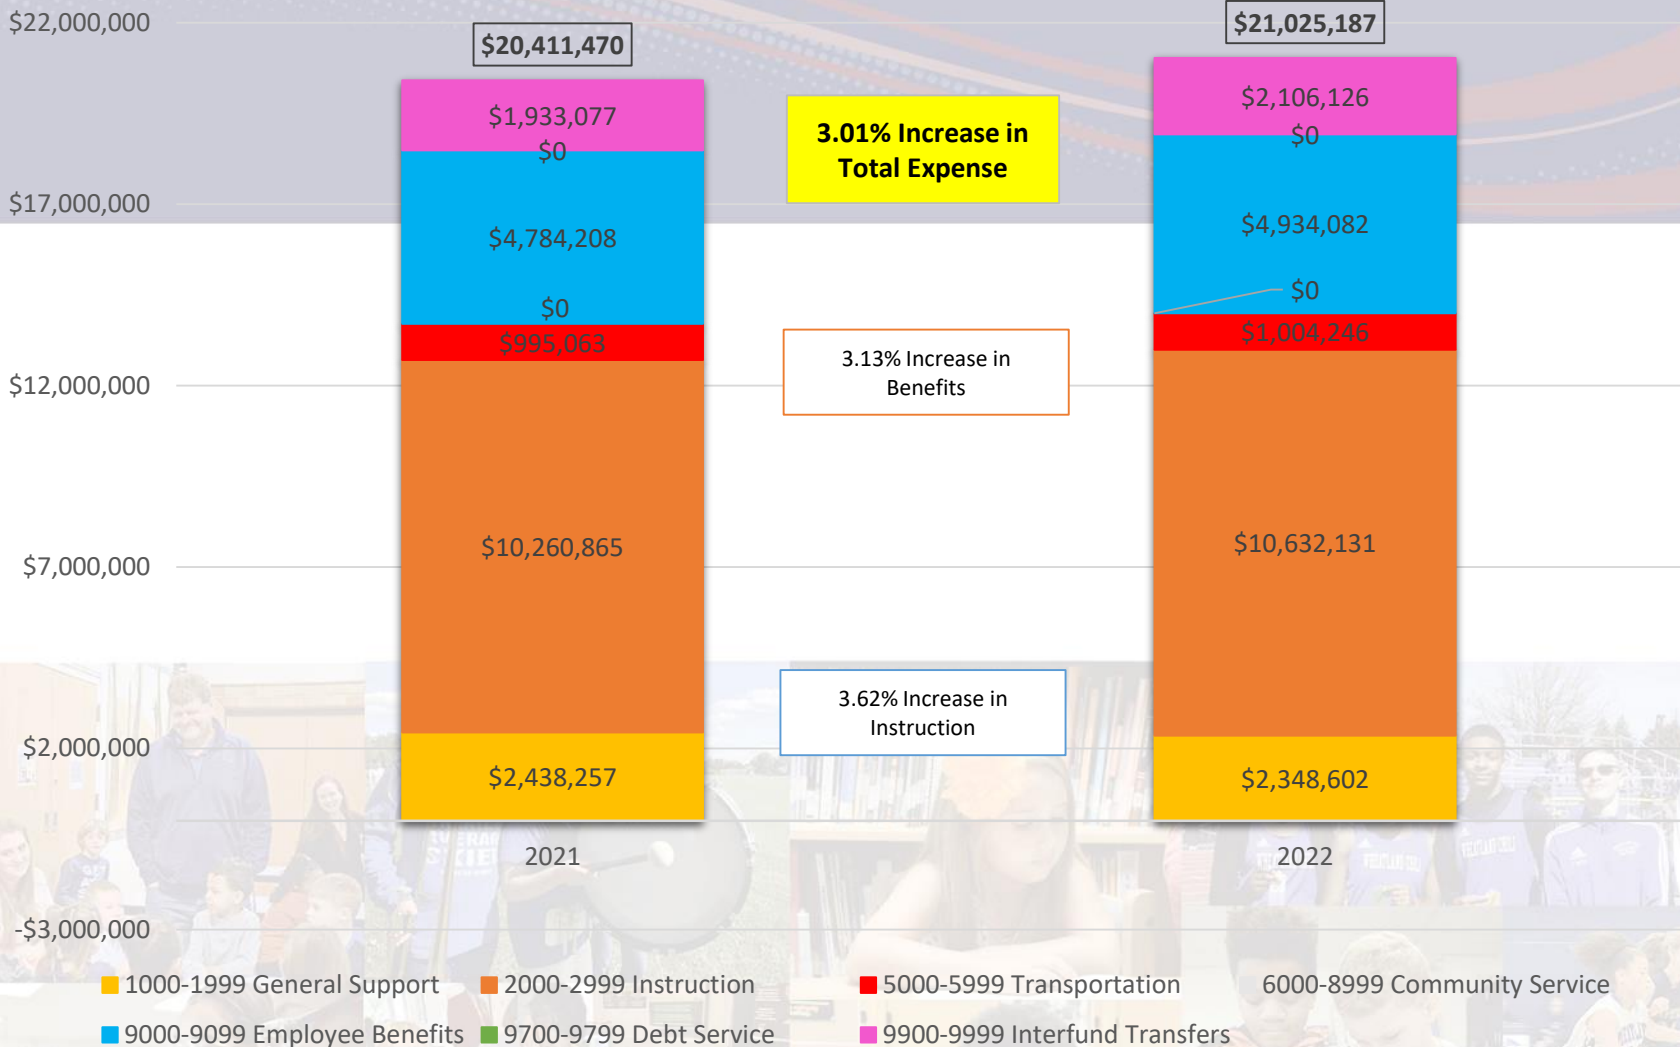 $22,000,000
$17,000,000
$12,000,000
$7,000,000
$2,000,000
-$3,000,000
$20,411,470
$1,933,077
$0
$4,784,208
$0
$995,063
$10,260,865
$2,438,257
2021
3.01% Increase in
Total Expense
3.13% Increase in
Benefits
3.62% Increase in
Instruction
$21,025,187
$2,106,126
$0
$4,934,082
$0
$1,004,246
$10,632,131
$2,348,602
2022
1000-1999 General Support
2000-2999 Instruction
5000-5999 Transportation
6000-8999 Community Service
9000-9099 Employee Benefits
9700-9799 Debt Service
9900-9999 Interfund Transfers